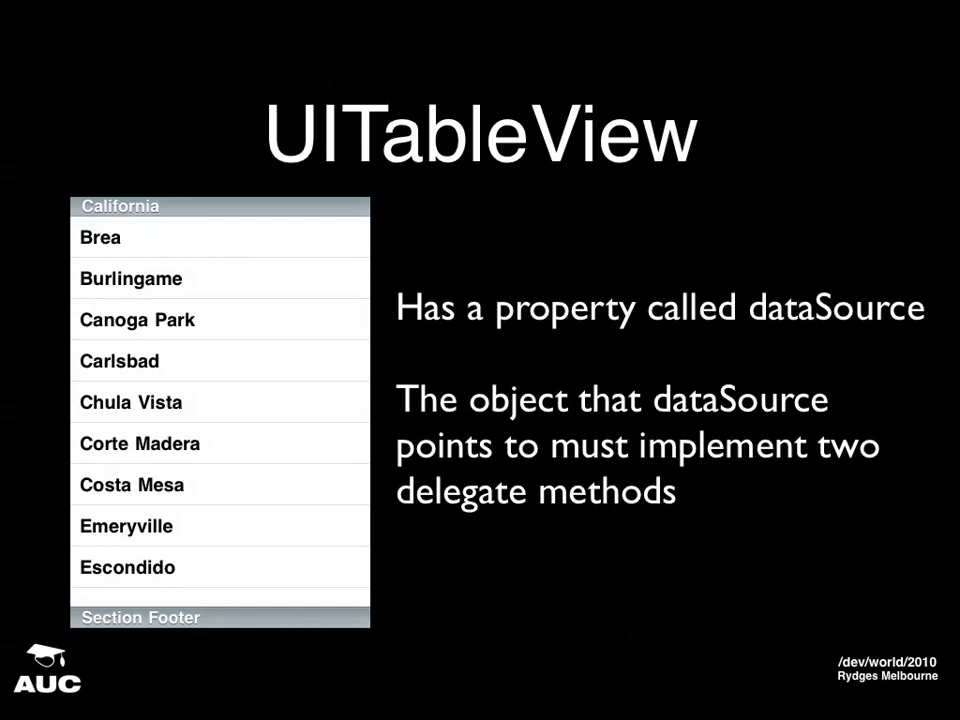 UITableView
California
Brea
Burlingame
Canoga Park
Carlsbad
Chula Vista
Corte Madera
Costa Mesa
Emeryville
Escondido
Section Footer
Has a property called dataSource
The object that dataSource
points to must implement two
delegate methods
AUC
/dev/world/2010
Rydges Melbourne